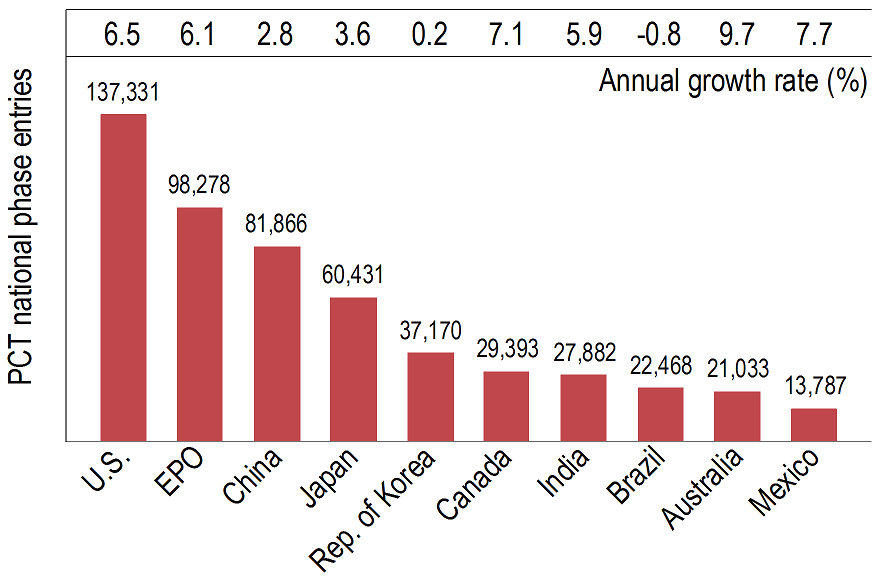 6.5 6.1 2.8 3.6 0.2 7.1 5.9 -0.8 9.7 7.7
Annual growth rate (%)
PCT national phase entries
137,331
98,278
81,866
60,431
37,170
29,393
27,882
22,468
21,033
13,787
U.S.
EPO
China
Japan
Rep. of Korea
Canada
India
Brazil
Australia
Mexico